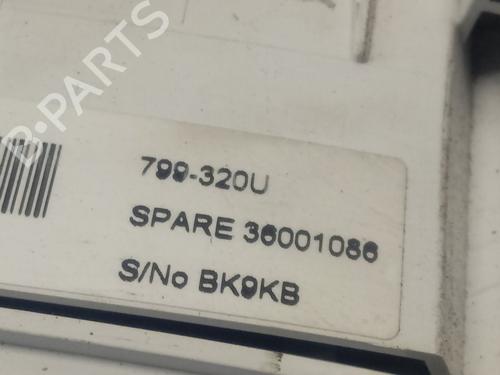 B-PARTS
799-320U
SPARE 36001086
S/No BK9KB